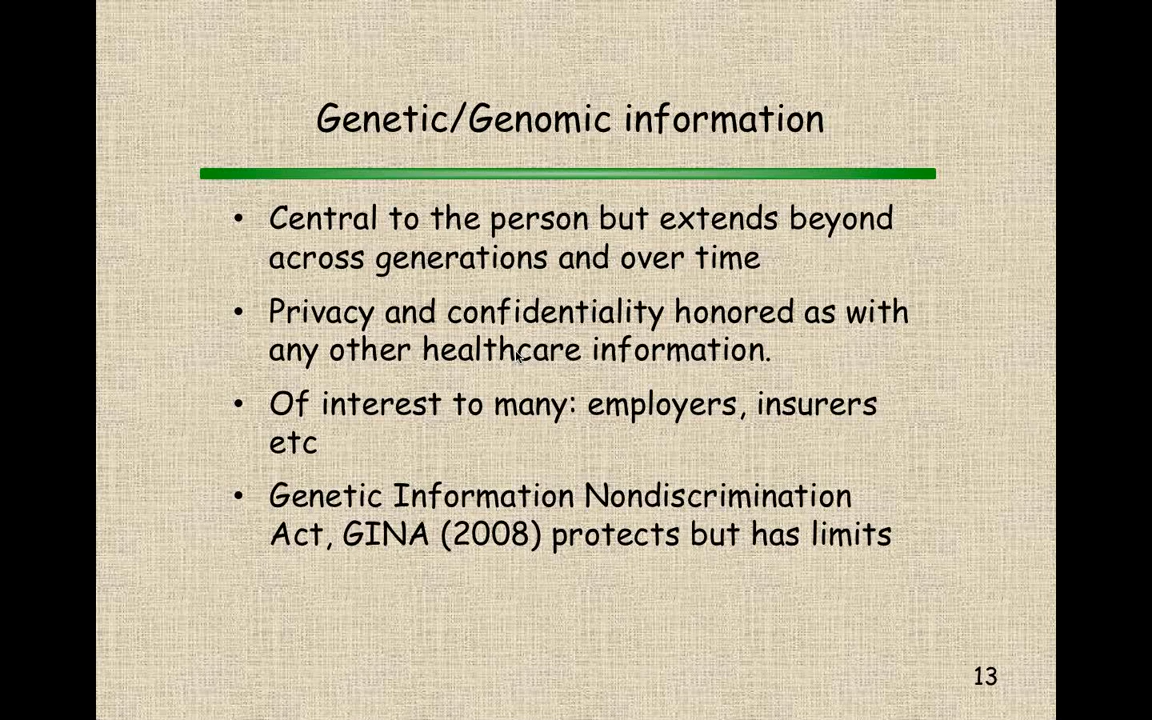 Genetic/Genomic information
• Central to the person but extends beyond
across generations and over time
• Privacy and confidentiality honored as with
any other healthcare information.
• Of interest to many: employers, insurers
etc
• Genetic Information Nondiscrimination
Act, GINA (2008) protects but has limits
13